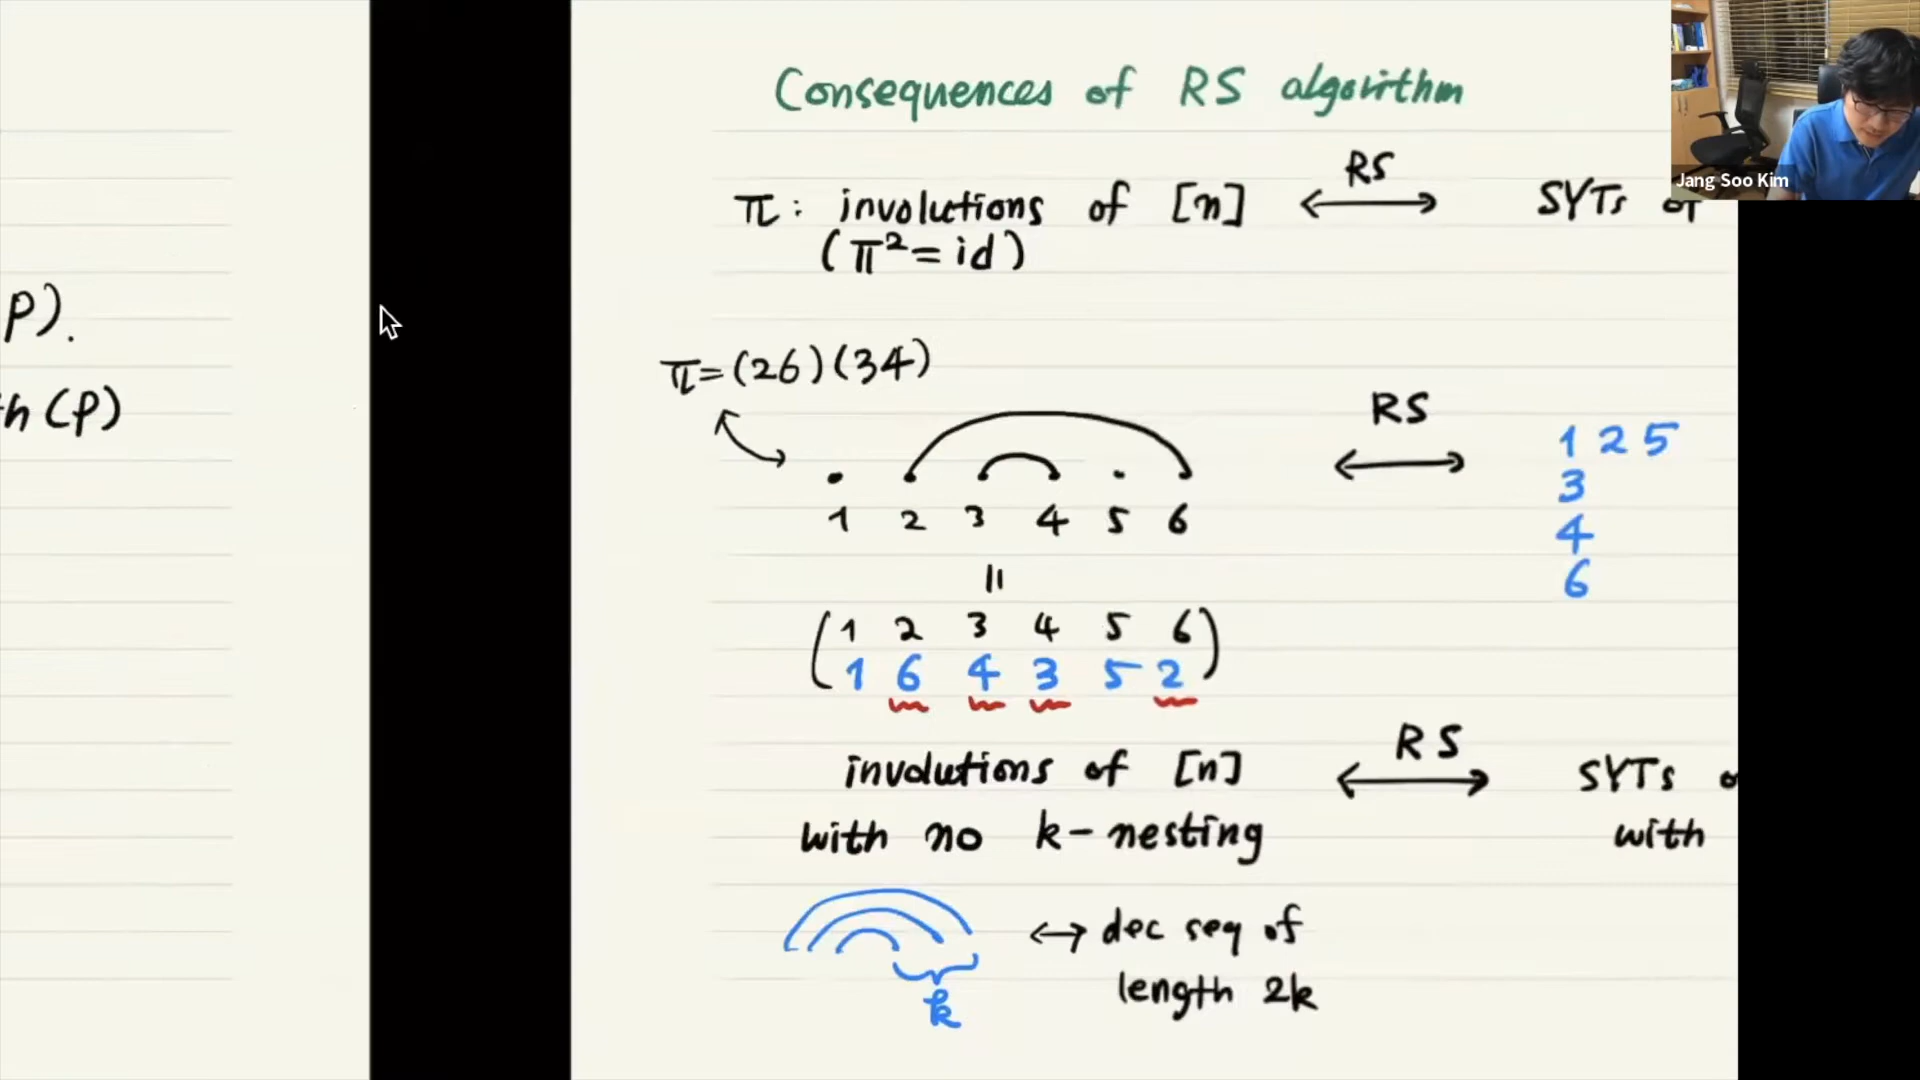 Consequences of RS algorithm
Jang Soo Kim
RS
π: involutions of [n] ⟷ SYTs of
(π² = id)
P).
π = (26)(34)
(P)
RS
1 2 5
3
4
6
1 2 3 4 5 6
=
( 1 2 3 4 5 6 )
1 6 4 3 5 2
RS
involutions of [n] ⟷ SYTs
with no k-nesting with
↔ dec seq of
length 2k
k